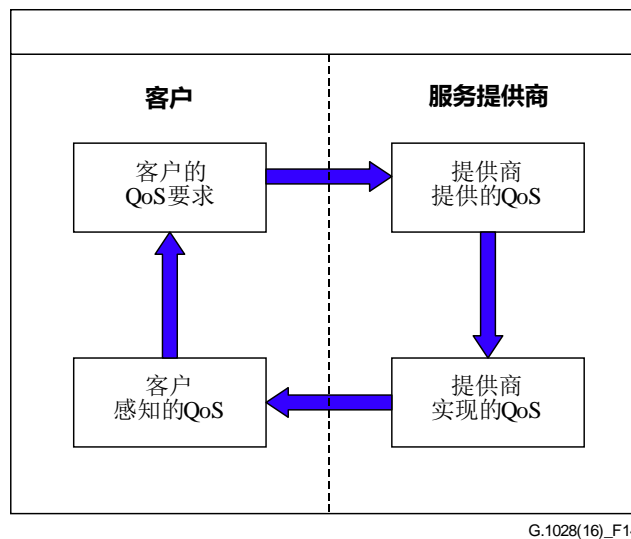 客户
服务提供商
客户的
QoS要求
提供商
提供的QoS
客户
感知的QoS
提供商
实现的QoS
G.1028(16)_F1